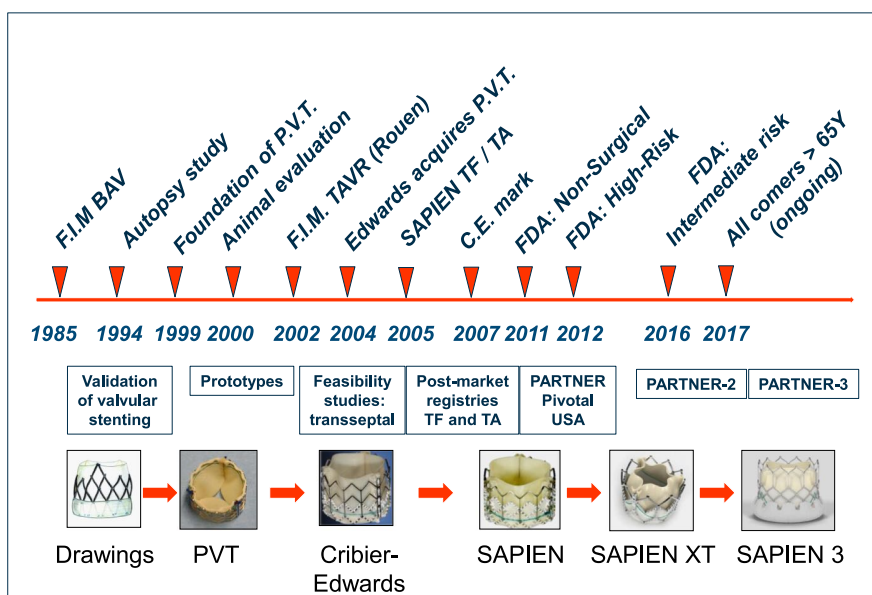 F.I.M BAV
Autopsy study
Foundation of P.V.T.
Animal evaluation
F.I.M. TAVR (Rouen)
Edwards acquires P.V.T.
SAPIEN TF / TA
C.E. mark
FDA: Non-Surgical
FDA: High-Risk
FDA:
Intermediate risk
All comers > 65Y
(ongoing)
1985
1994
1999
2000
2002
2004
2005
2007
2011
2012
2016
2017
Validation
of valvular
stenting
Prototypes
Feasibility
studies:
transseptal
Post-market
registries
TF and TA
PARTNER
Pivotal
USA
PARTNER-2
PARTNER-3
Drawings
PVT
Cribier-
Edwards
SAPIEN
SAPIEN XT
SAPIEN 3